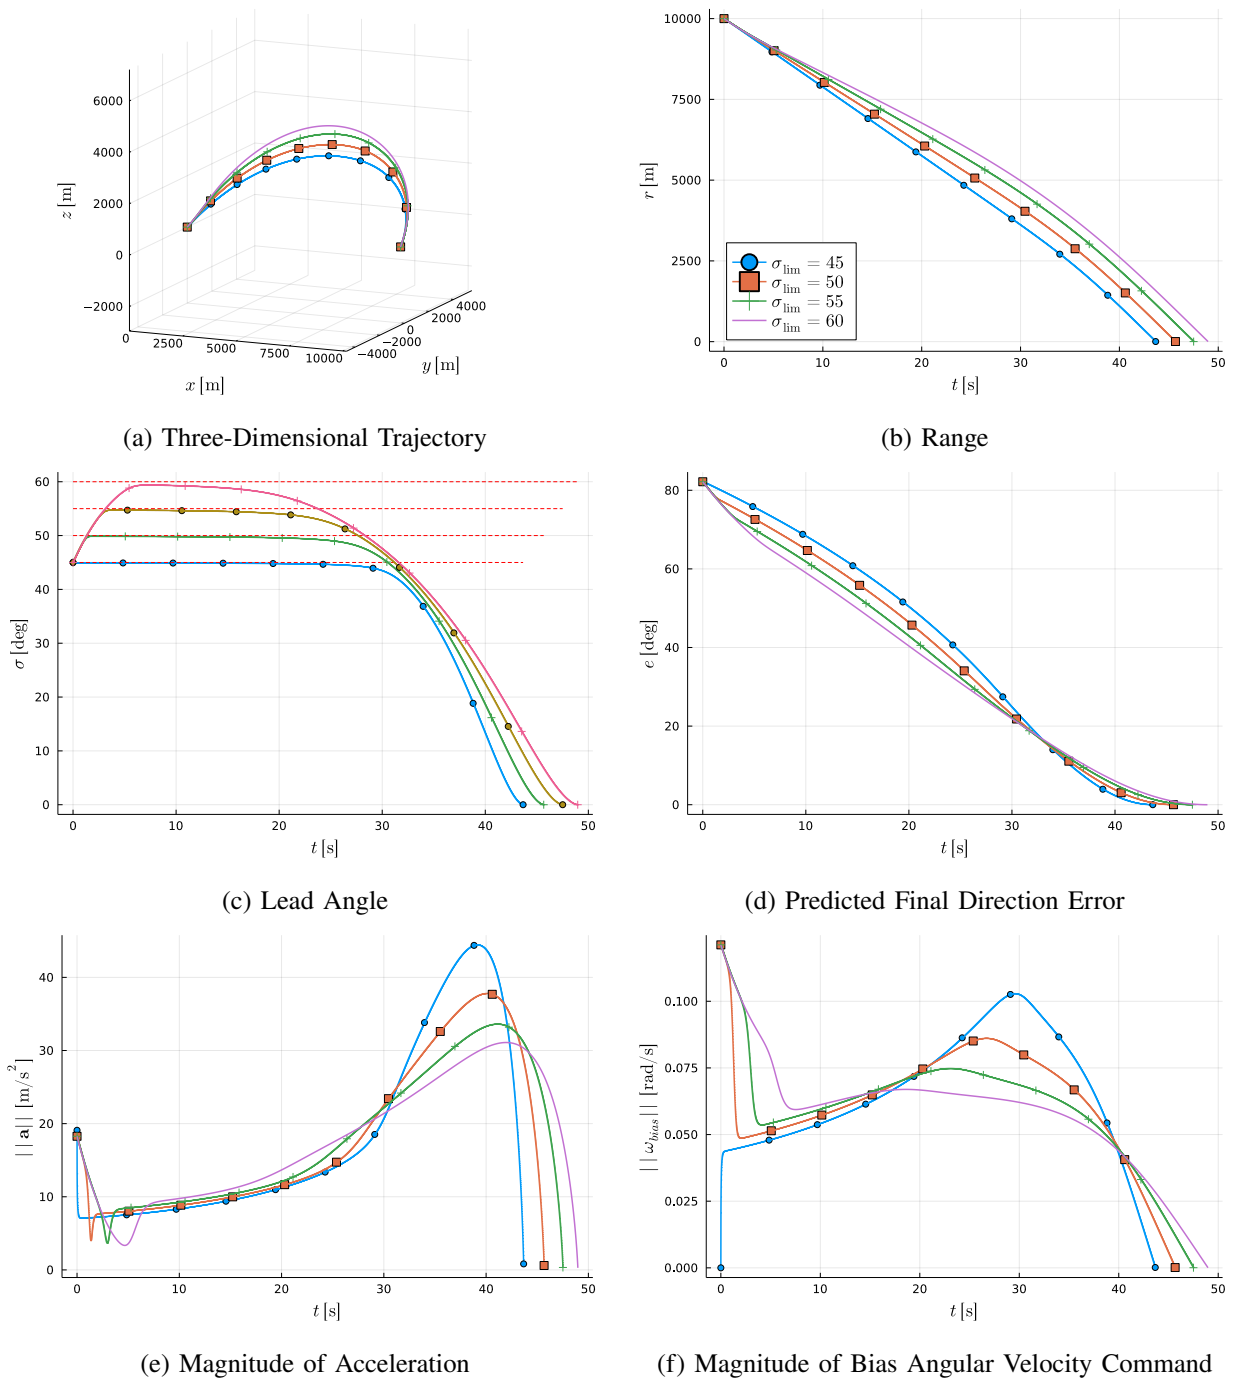 6000
4000
2000
0
−2000
z [m]
0
2500
5000
7500
10000
x [m]
−4000
−2000
0
2000
4000
y [m]
(a) Three-Dimensional Trajectory
10000
7500
5000
2500
0
r [m]
σlim = 45
σlim = 50
σlim = 55
σlim = 60
0 10 20 30 40 50
t [s]
(b) Range
60
50
40
30
20
10
0
σ [deg]
0 10 20 30 40 50
t [s]
(c) Lead Angle
80
60
40
20
0
e [deg]
0 10 20 30 40 50
t [s]
(d) Predicted Final Direction Error
40
30
20
10
0
||a|| [m/s²]
0 10 20 30 40 50
t [s]
(e) Magnitude of Acceleration
0.100
0.075
0.050
0.025
0.000
||ωbias|| [rad/s]
0 10 20 30 40 50
t [s]
(f) Magnitude of Bias Angular Velocity Command